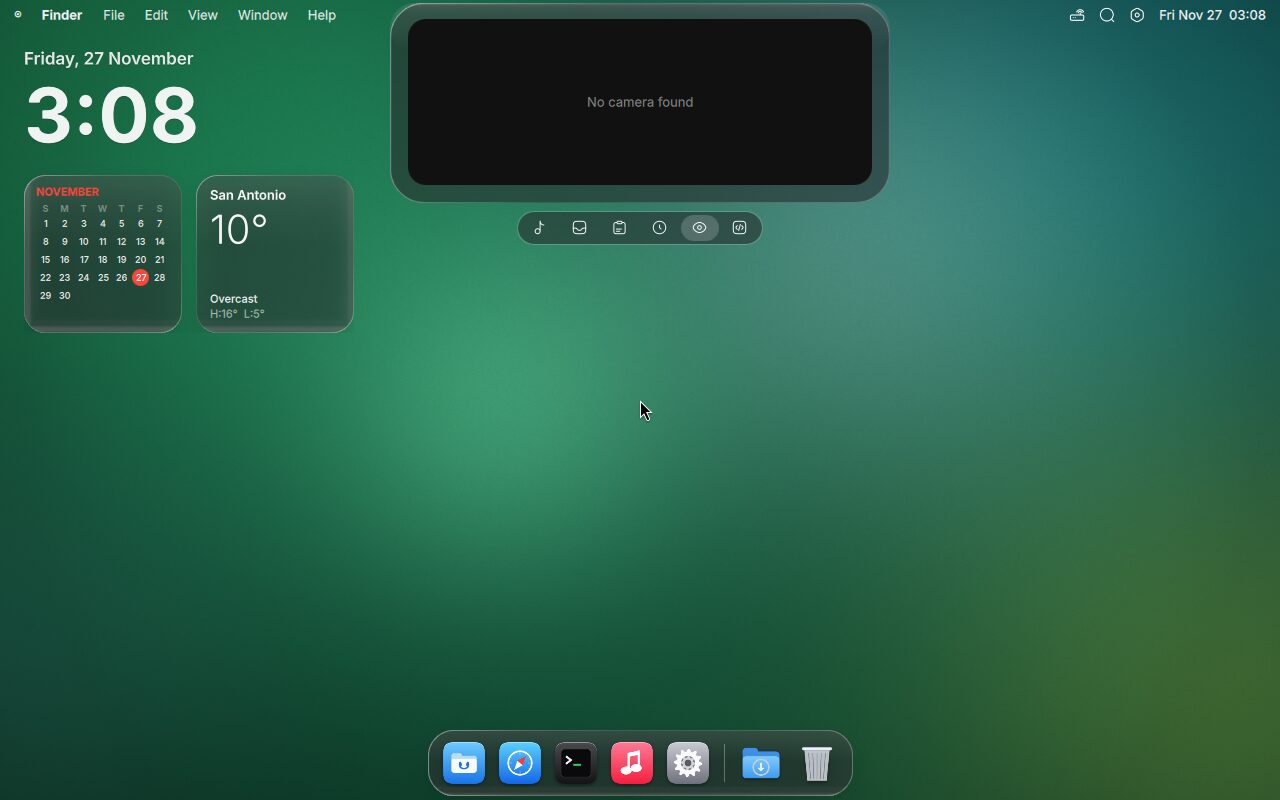 Finder File Edit View Window Help
Fri Nov 27 03:08
Friday, 27 November
3:08
No camera found
NOVEMBER
S M T W T F S
1 2 3 4 5 6 7
8 9 10 11 12 13 14
15 16 17 18 19 20 21
22 23 24 25 26 27 28
29 30
San Antonio
10°
Overcast
H:16° L:5°